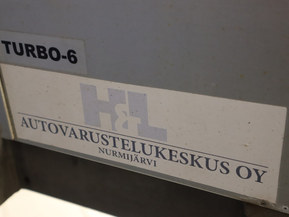 TURBO-6
H&L
AUTOVARUSTELUKESKUS OY
NURMIJÄRVI